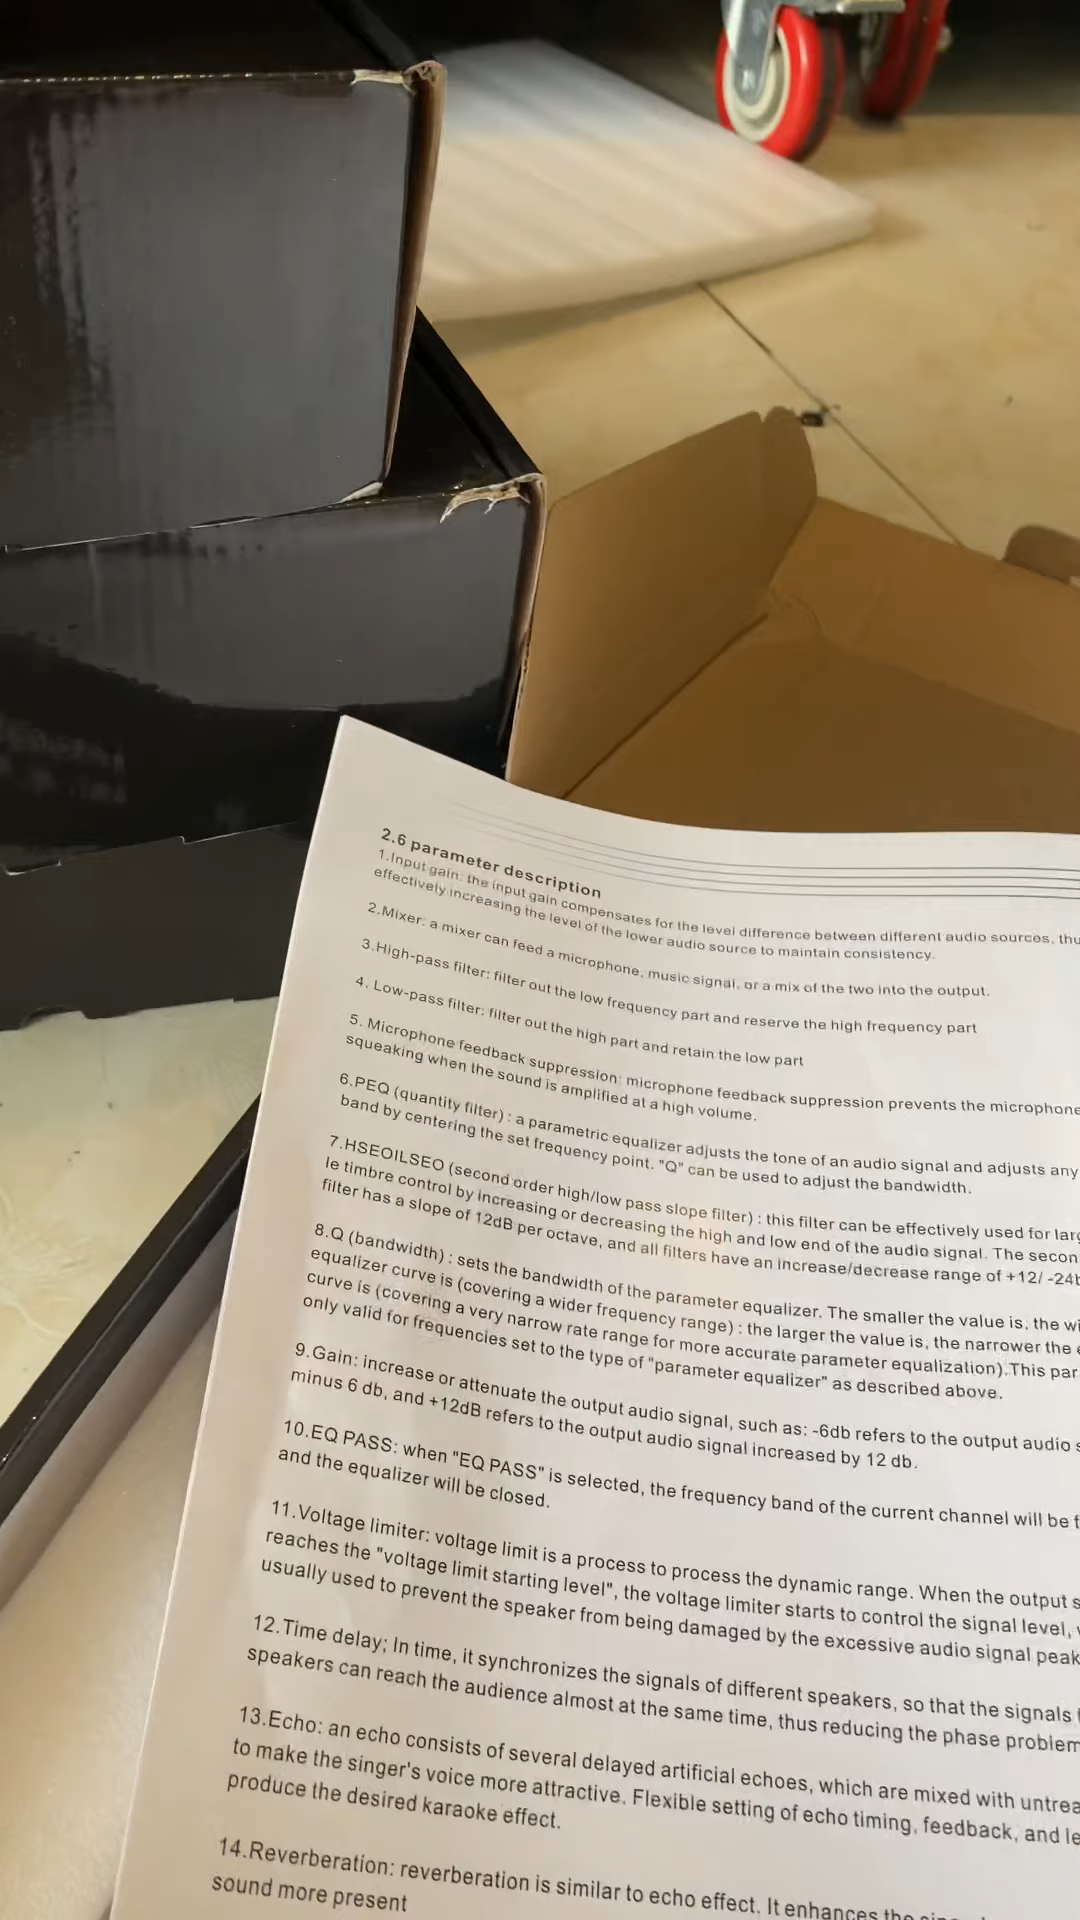 2.6 parameter description
1.Input gain: the input gain compensates for the level difference between different audio sources, thu
effectively increasing the level of the lower audio source to maintain consistency.
2.Mixer: a mixer can feed a microphone, music signal, or a mix of the two into the output.
3.High-pass filter: filter out the low frequency part and reserve the high frequency part
4. Low-pass filter: filter out the high part and retain the low part
5. Microphone feedback suppression: microphone feedback suppression prevents the microphone
squeaking when the sound is amplified at a high volume.
6.PEQ (quantity filter) : a parametric equalizer adjusts the tone of an audio signal and adjusts any
band by centering the set frequency point. "Q" can be used to adjust the bandwidth.
7.HSEOILSEO (second order high/low pass slope filter) : this filter can be effectively used for larg
le timbre control by increasing or decreasing the high and low end of the audio signal. The secon
filter has a slope of 12dB per octave, and all filters have an increase/decrease range of +12/ -24
8.Q (bandwidth) : sets the bandwidth of the parameter equalizer. The smaller the value is, the wi
equalizer curve is (covering a wider frequency range) : the larger the value is, the narrower the
curve is (covering a very narrow rate range for more accurate parameter equalization).This par
only valid for frequencies set to the type of "parameter equalizer" as described above.
9.Gain: increase or attenuate the output audio signal, such as: -6db refers to the output audio s
minus 6 db, and +12dB refers to the output audio signal increased by 12 db.
10.EQ PASS: when "EQ PASS" is selected, the frequency band of the current channel will be f
and the equalizer will be closed.
11.Voltage limiter: voltage limit is a process to process the dynamic range. When the output s
reaches the "voltage limit starting level", the voltage limiter starts to control the signal level,
usually used to prevent the speaker from being damaged by the excessive audio signal peak
12.Time delay; In time, it synchronizes the signals of different speakers, so that the signals
speakers can reach the audience almost at the same time, thus reducing the phase problem
13.Echo: an echo consists of several delayed artificial echoes, which are mixed with untrea
to make the singer's voice more attractive. Flexible setting of echo timing, feedback, and le
produce the desired karaoke effect.
14.Reverberation: reverberation is similar to echo effect. It enhances the
sound more present